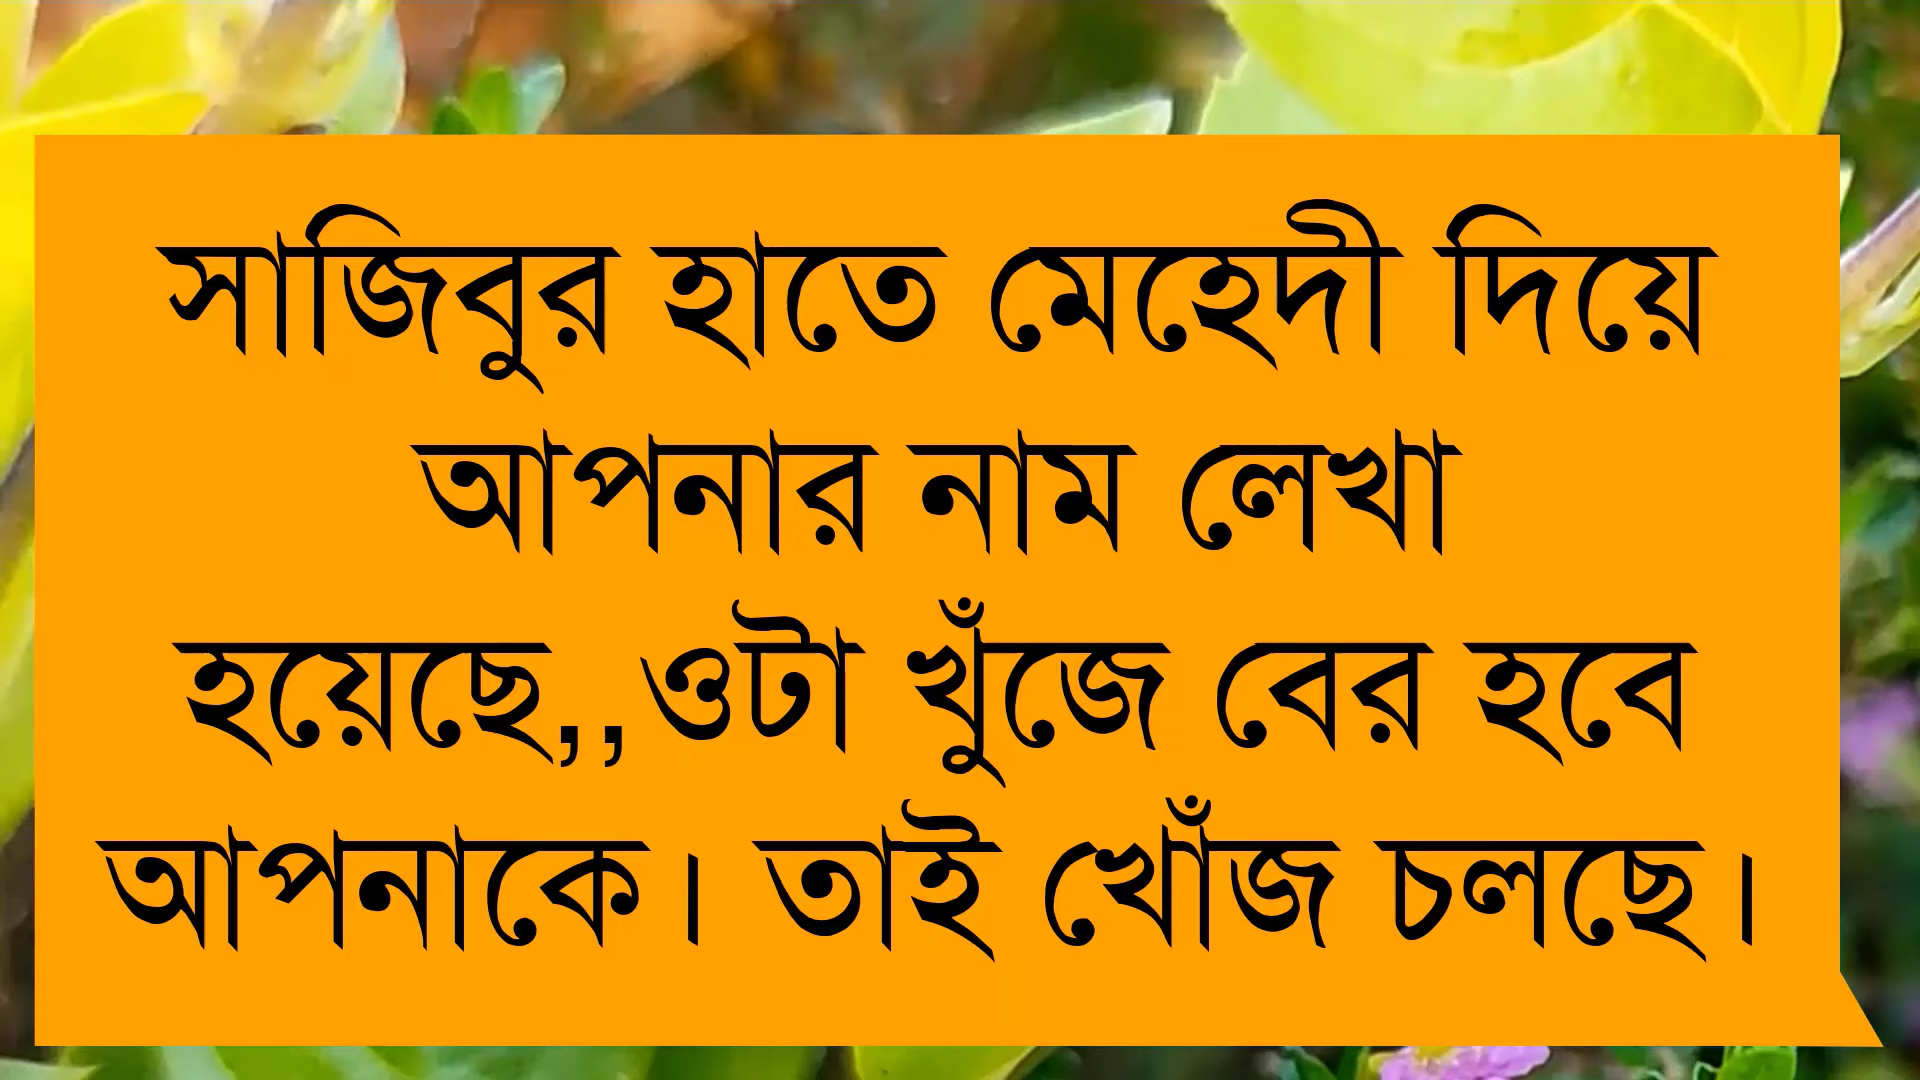 সাজিবুর হাতে মেহেদী দিয়ে
আপনার নাম লেখা
হয়েছে,,ওটা খুঁজে বের হবে
আপনাকে। তাই খোঁজ চলছে।